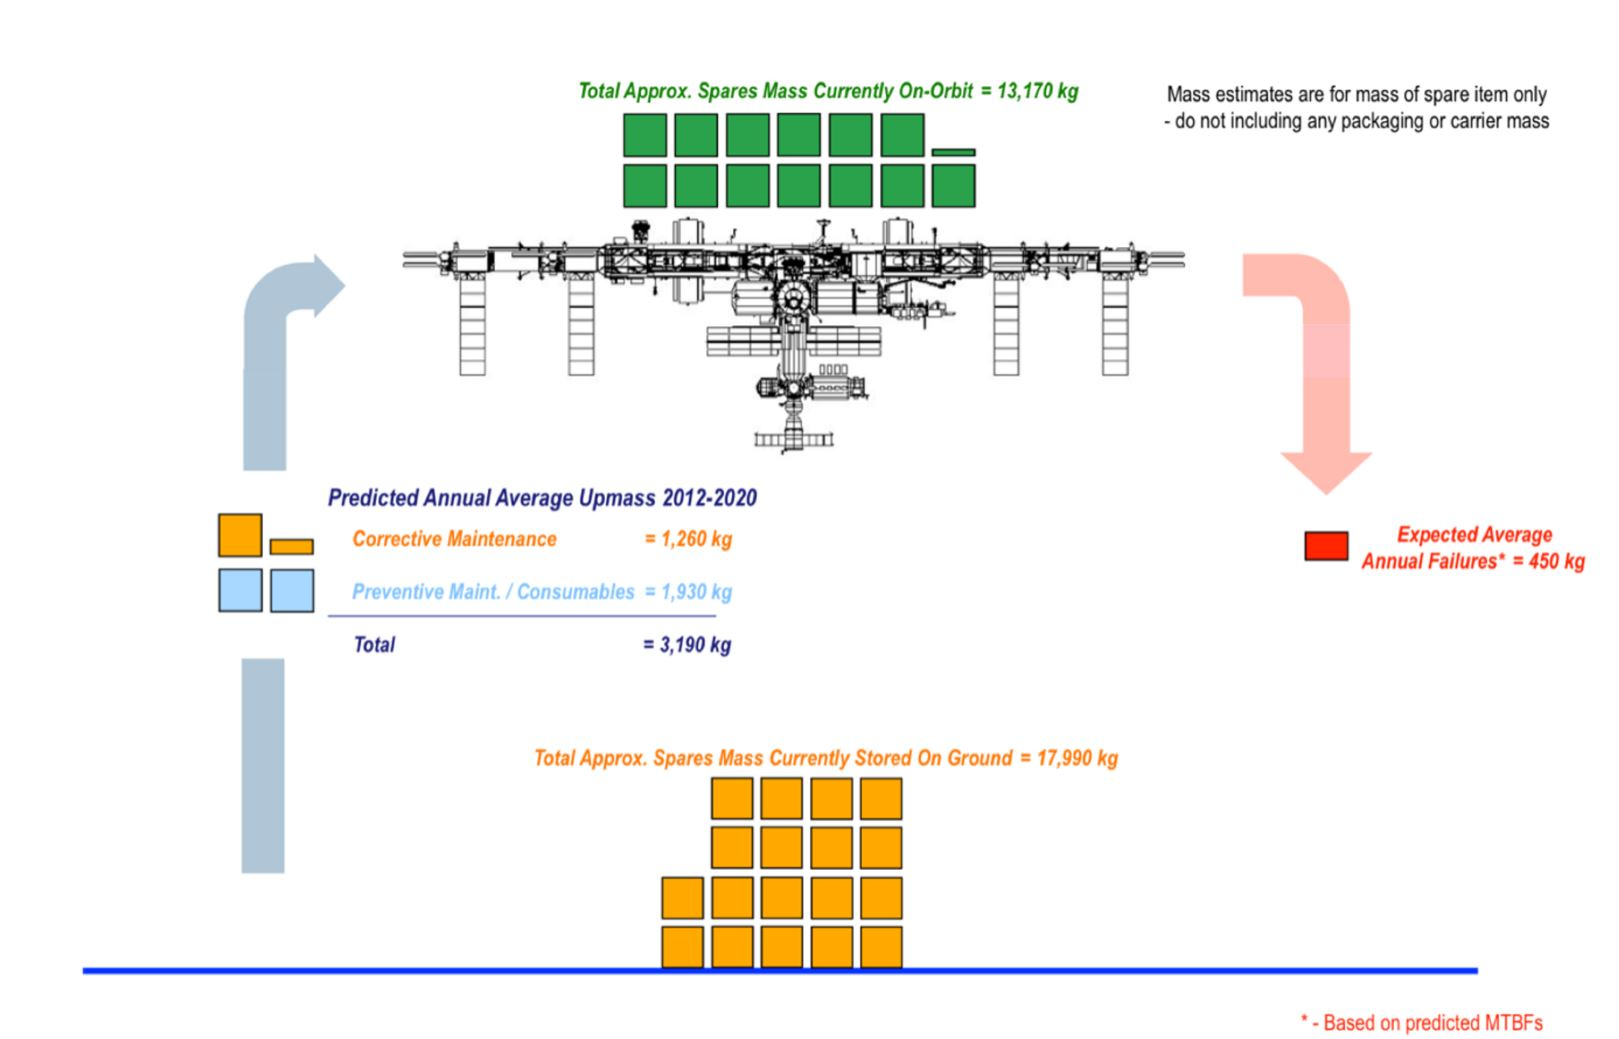 Total Approx. Spares Mass Currently On-Orbit = 13,170 kg
Mass estimates are for mass of spare item only
- do not including any packaging or carrier mass
Predicted Annual Average Upmass 2012-2020
Corrective Maintenance = 1,260 kg
Preventive Maint. / Consumables = 1,930 kg
Total = 3,190 kg
Expected Average
Annual Failures* = 450 kg
Total Approx. Spares Mass Currently Stored On Ground = 17,990 kg
* - Based on predicted MTBFs